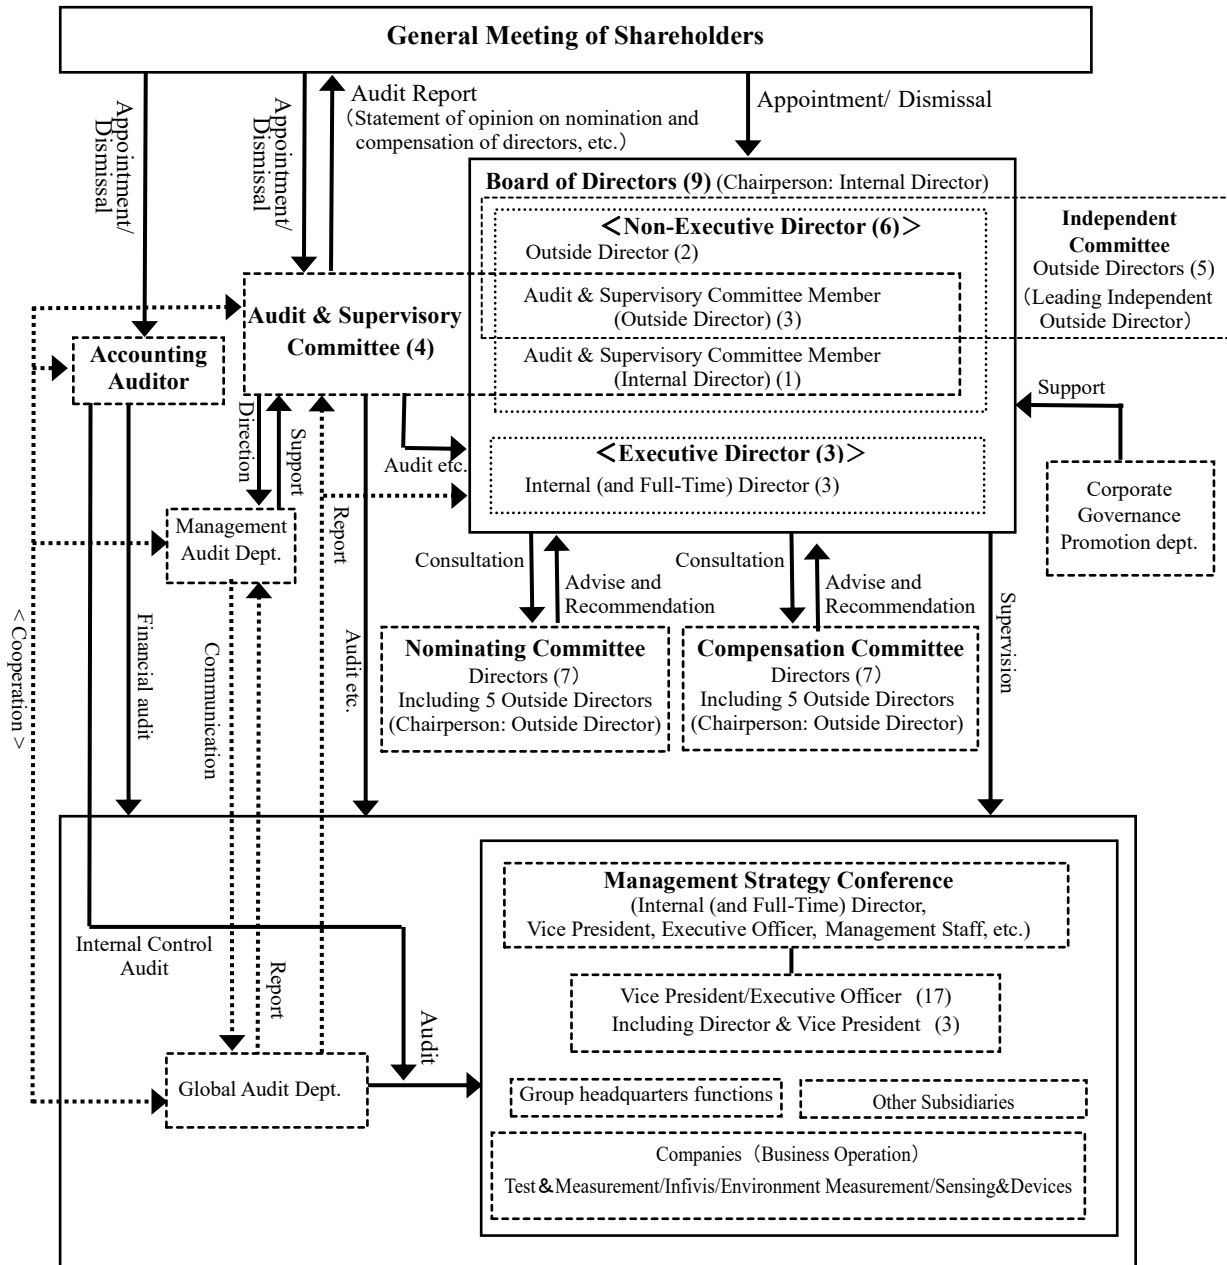 General Meeting of Shareholders
Appointment/
Dismissal
Appointment/
Dismissal
Audit Report
（Statement of opinion on nomination and
compensation of directors, etc.）
Appointment/ Dismissal
Board of Directors (9) (Chairperson: Internal Director)
＜Non-Executive Director (6)＞
Outside Director (2)
Audit & Supervisory Committee Member
(Outside Director) (3)
Audit & Supervisory Committee Member
(Internal Director) (1)
Independent
Committee
Outside Directors (5)
（Leading Independent
Outside Director）
Audit & Supervisory
Committee (4)
Accounting
Auditor
Direction
Support
Audit etc.
Support
＜Executive Director (3)＞
Internal (and Full-Time) Director (3)
Corporate
Governance
Promotion dept.
Management
Audit Dept.
Report
Consultation
Advise and
Recommendation
Consultation
Advise and
Recommendation
Supervision
< Cooperation >
Financial audit
Communication
Audit etc.
Nominating Committee
Directors (7）
Including 5 Outside Directors
(Chairperson: Outside Director)
Compensation Committee
Directors (7）
Including 5 Outside Directors
(Chairperson: Outside Director)
Management Strategy Conference
(Internal (and Full-Time) Director,
Vice President, Executive Officer, Management Staff, etc.)
Internal Control
Audit
Report
Audit
Vice President/Executive Officer (17)
Including Director & Vice President (3)
Global Audit Dept.
Group headquarters functions
Other Subsidiaries
Companies（Business Operation）
Test＆Measurement/Infivis/Environment Measurement/Sensing&Devices